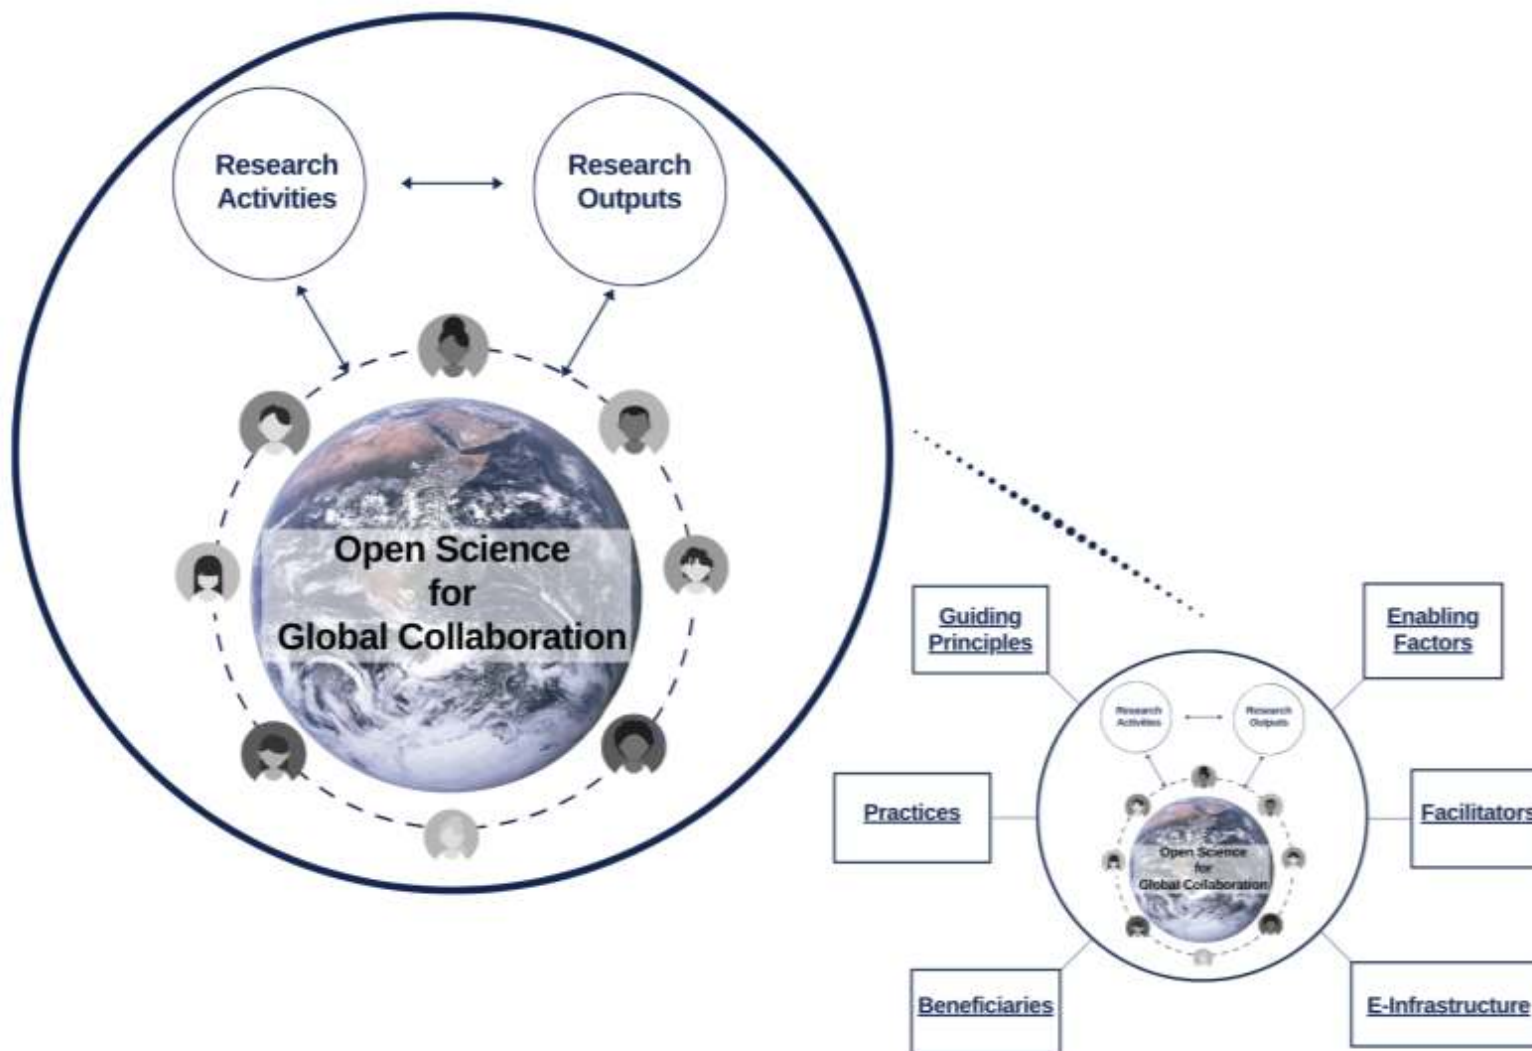 Research
Activities
Research
Outputs
Open Science
for
Global Collaboration
Guiding
Principles
Enabling
Factors
Research
Activities
Research
Outputs
Practices
Facilitators
Open Science
for
Global Collaboration
Beneficiaries
E-Infrastructure